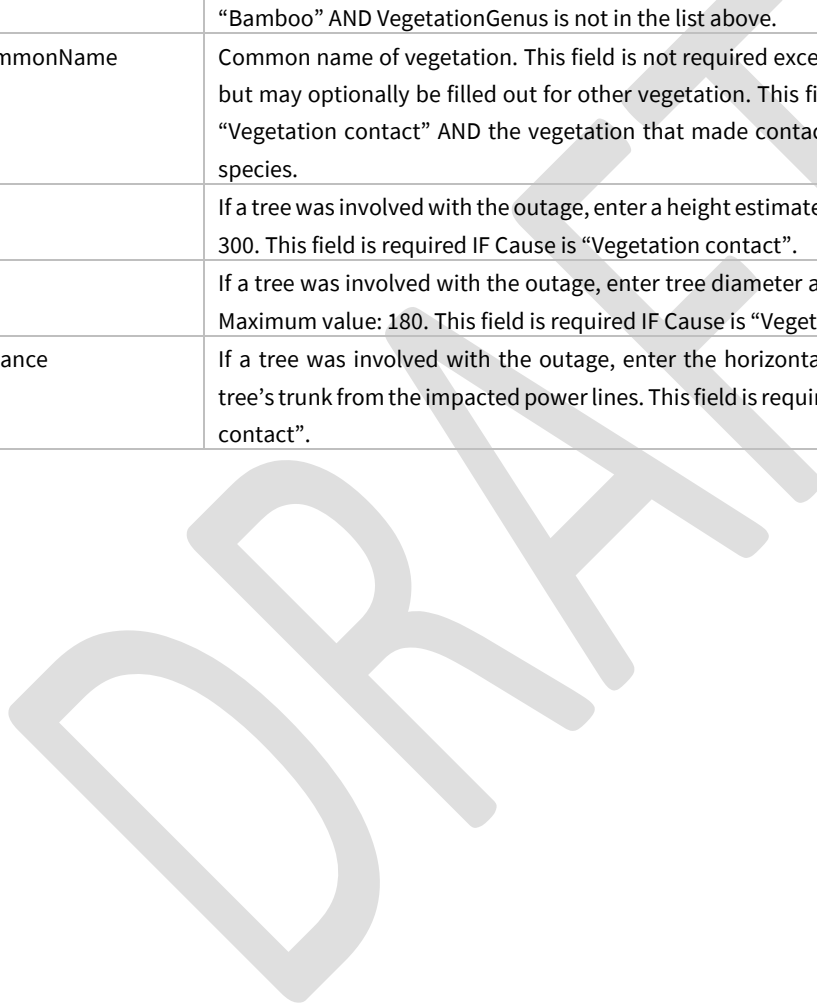 “Bamboo” AND VegetationGenus is not in the list above.
mmonName
Common name of vegetation. This field is not required exce
but may optionally be filled out for other vegetation. This fi
“Vegetation contact” AND the vegetation that made contac
species.
If a tree was involved with the outage, enter a height estimate
300. This field is required IF Cause is “Vegetation contact”.
If a tree was involved with the outage, enter tree diameter a
Maximum value: 180. This field is required IF Cause is “Veget
ance
If a tree was involved with the outage, enter the horizonta
tree’s trunk from the impacted power lines. This field is requir
contact”.
DRAFT